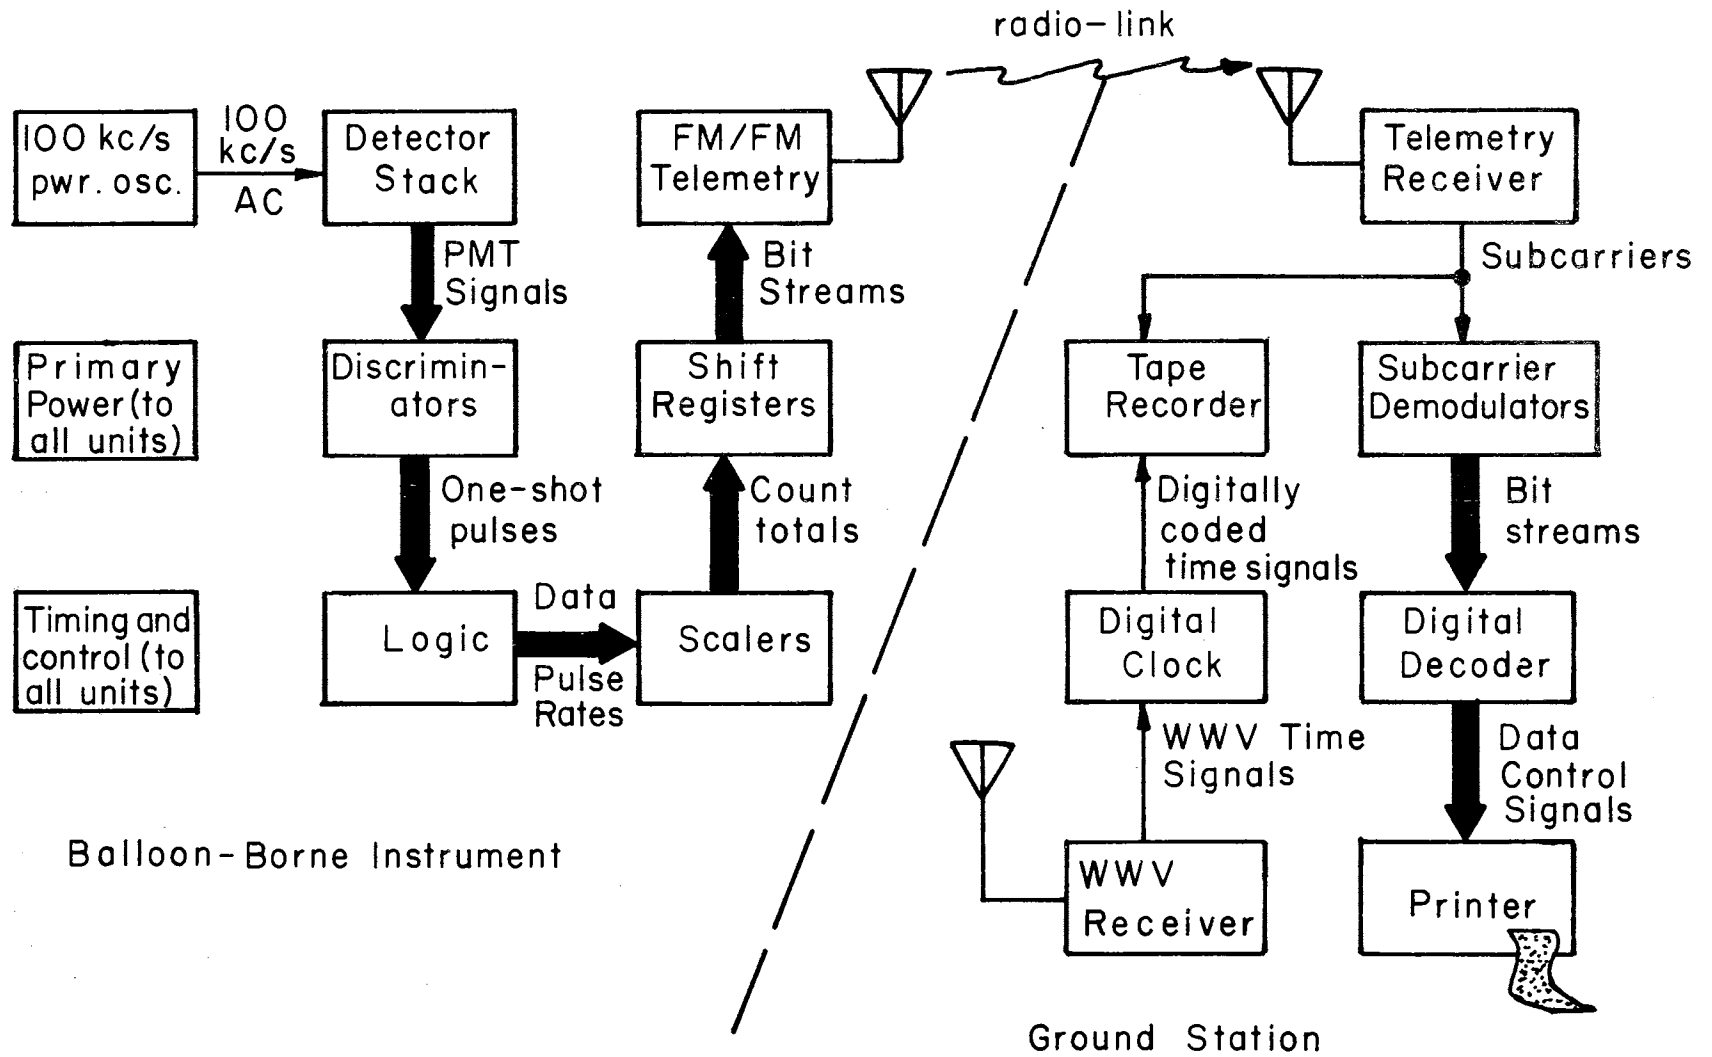 radio-link
100 kc/s
pwr. osc.
100
kc/s
AC
Detector
Stack
FM/FM
Telemetry
Telemetry
Receiver
PMT
Signals
Bit
Streams
Subcarriers
Primary
Power (to
all units)
Discrimin-
ators
Shift
Registers
Tape
Recorder
Subcarrier
Demodulators
One-shot
pulses
Count
totals
Digitally
coded
time signals
Bit
streams
Timing and
control (to
all units)
Logic
Data
Pulse
Rates
Scalers
Digital
Clock
Digital
Decoder
WWV Time
Signals
Data
Control
Signals
Balloon-Borne Instrument
WWV
Receiver
Printer
Ground Station